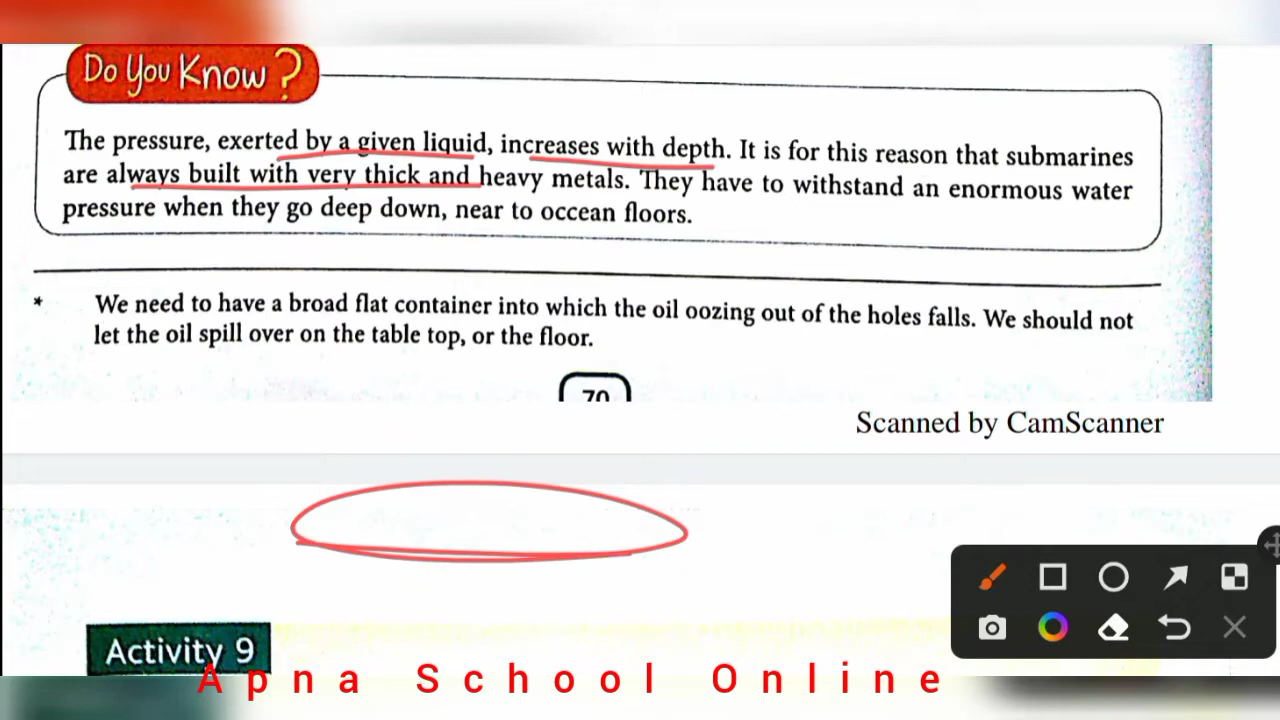 Do You Know?
The pressure, exerted by a given liquid, increases with depth. It is for this reason that submarines
are always built with very thick and heavy metals. They have to withstand an enormous water
pressure when they go deep down, near to occean floors.
* We need to have a broad flat container into which the oil oozing out of the holes falls. We should not
let the oil spill over on the table top, or the floor.
70
Scanned by CamScanner
Activity 9
Apna School Online